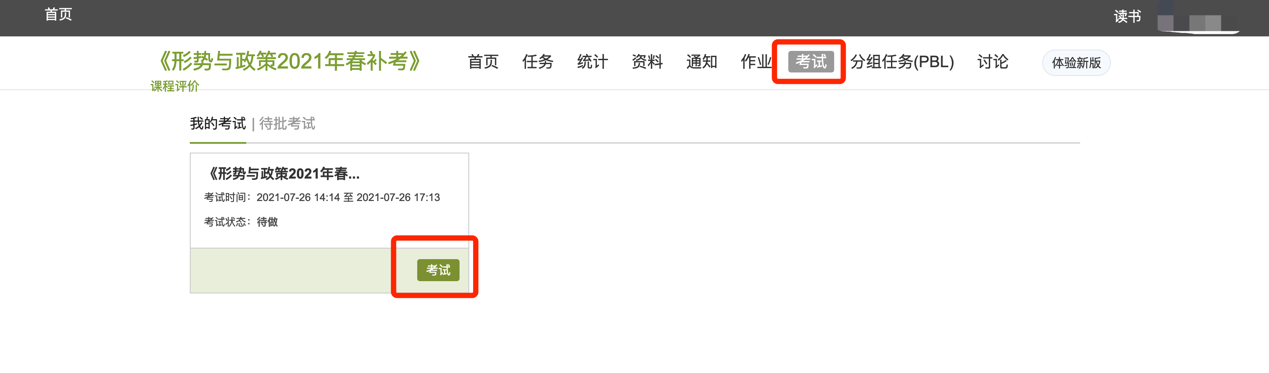 首页 读书
《形势与政策2021年春补考》 首页 任务 统计 资料 通知 作业 考试 分组任务(PBL) 讨论 体验新版
课程评价
我的考试 | 待批考试
《形势与政策2021年春...
考试时间：2021-07-26 14:14 至 2021-07-26 17:13
考试状态：待做
考试